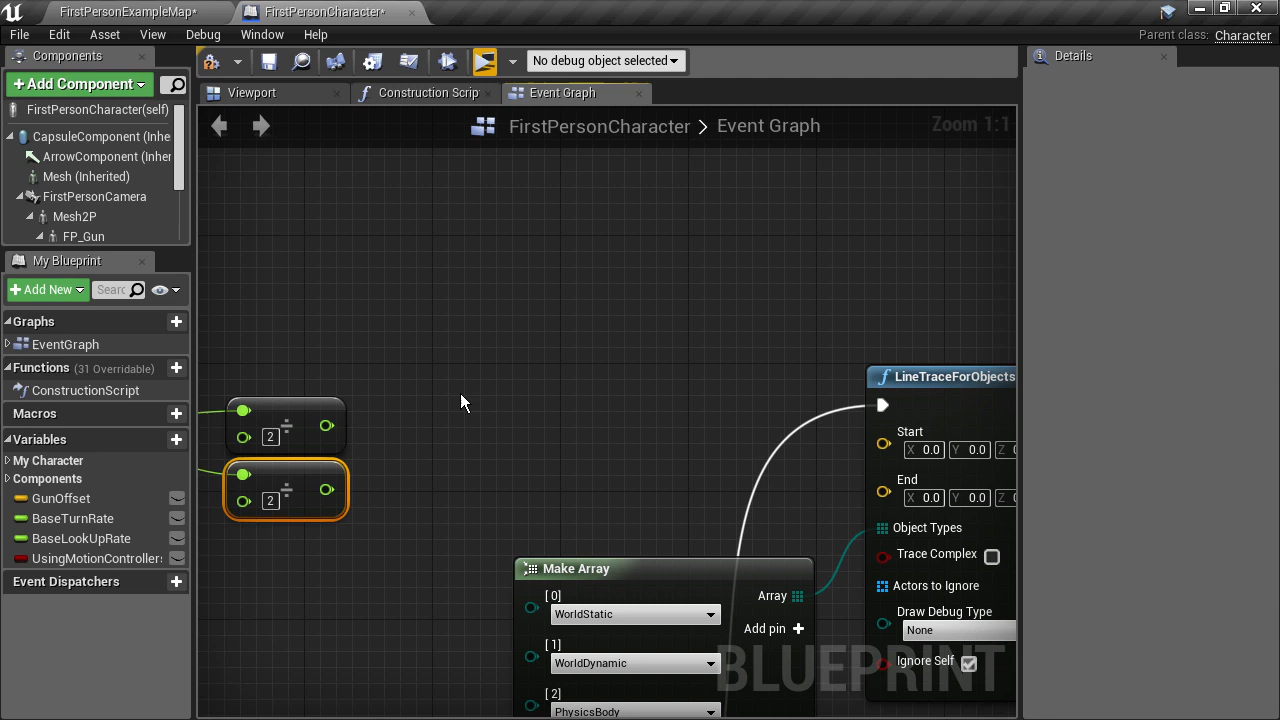 FirstPersonExampleMap*
FirstPersonCharacter*
File Edit Asset View Debug Window Help
Parent class: Character
Components
Add Component
No debug object selected
Details
Viewport
Construction Scrip
Event Graph
FirstPersonCharacter(self)
CapsuleComponent (Inhe
ArrowComponent (Inher
Mesh (Inherited)
FirstPersonCamera
Mesh2P
FP_Gun
FirstPersonCharacter > Event Graph
Zoom 1:1
My Blueprint
Add New
Searc
Graphs
EventGraph
Functions (31 Overridable)
ConstructionScript
Macros
Variables
My Character
Components
GunOffset
BaseTurnRate
BaseLookUpRate
UsingMotionControllers
Event Dispatchers
÷
2
÷
2
Make Array
[0]
WorldStatic
[1]
WorldDynamic
[2]
PhysicsBody
Array
Add pin
LineTraceForObjects
Start
X 0.0 Y 0.0 Z 0
End
X 0.0 Y 0.0 Z 0
Object Types
Trace Complex
Actors to Ignore
Draw Debug Type
None
Ignore Self
BLUEPRINT